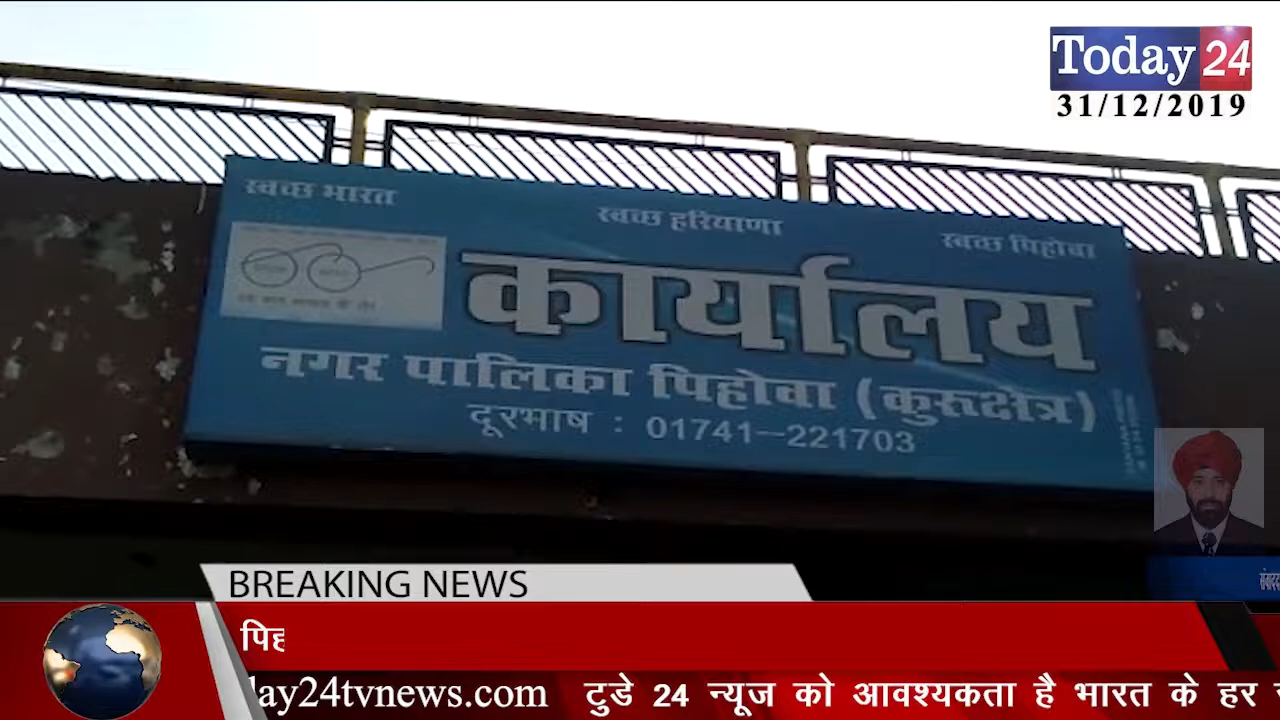 Today 24
31/12/2019
स्वच्छ भारत
स्वच्छ हरियाणा
स्वच्छ पिहोवा
कार्यालय
नगर पालिका पिहोवा (कुरुक्षेत्र)
दूरभाष : 01741-221703
BREAKING NEWS
पिह
lay24tvnews.com टुडे 24 न्यूज को आवश्यकता है भारत के हर